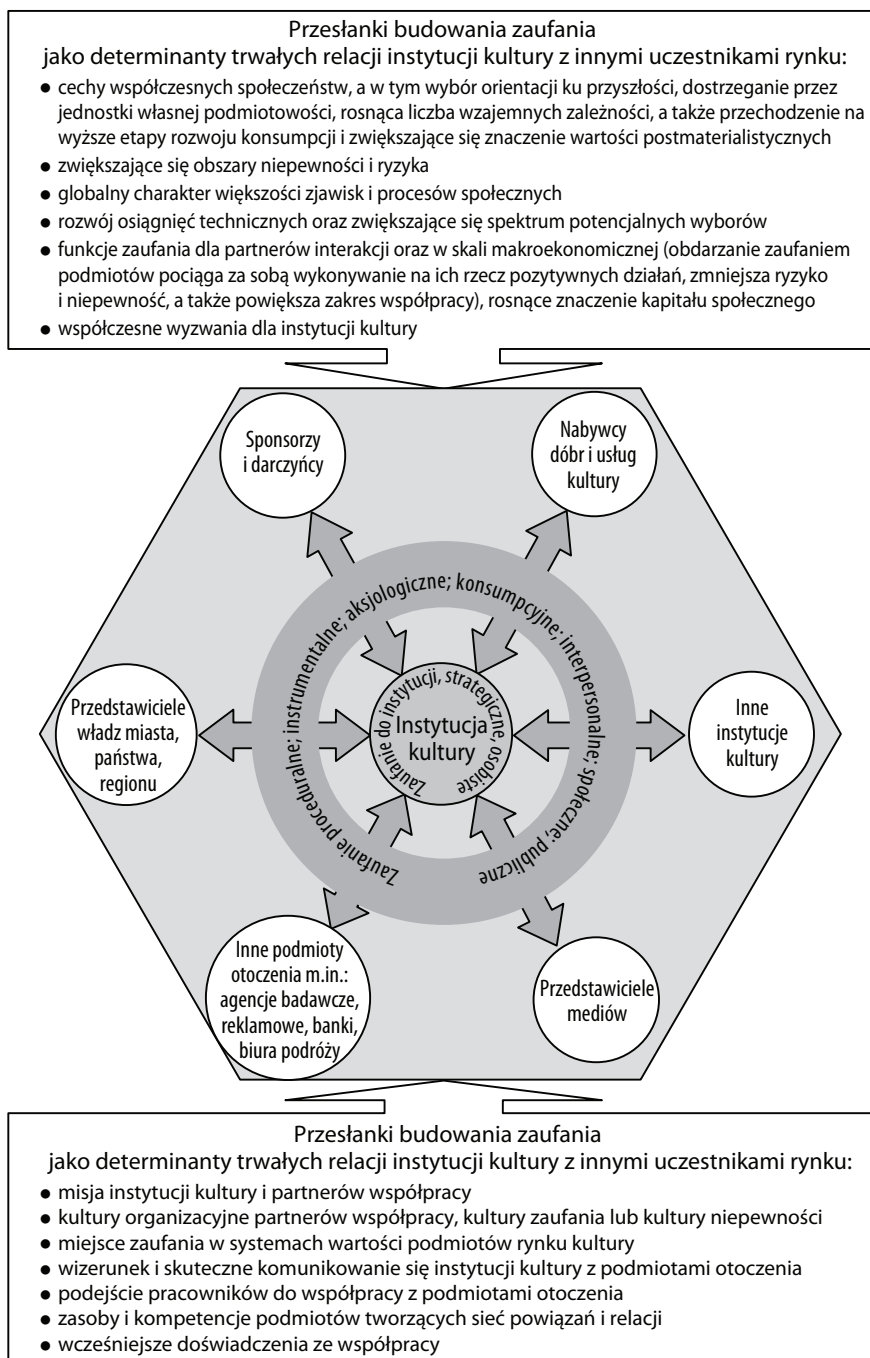 Przesłanki budowania zaufania
jako determinanty trwałych relacji instytucji kultury z innymi uczestnikami rynku:
● cechy współczesnych społeczeństw, a w tym wybór orientacji ku przyszłości, dostrzeganie przez
jednostki własnej podmiotowości, rosnąca liczba wzajemnych zależności, a także przechodzenie na
wyższe etapy rozwoju konsumpcji i zwiększające się znaczenie wartości postmaterialistycznych
● zwiększające się obszary niepewności i ryzyka
● globalny charakter większości zjawisk i procesów społecznych
● rozwój osiągnięć technicznych oraz zwiększające się spektrum potencjalnych wyborów
● funkcje zaufania dla partnerów interakcji oraz w skali makroekonomicznej (obdarzanie zaufaniem
podmiotów pociąga za sobą wykonywanie na ich rzecz pozytywnych działań, zmniejsza ryzyko
i niepewność, a także powiększa zakres współpracy), rosnące znaczenie kapitału społecznego
● współczesne wyzwania dla instytucji kultury
Sponsorzy
i darczyńcy
Nabywcy
dóbr i usług
kultury
Zaufanie proceduralne; instrumentalne; aksjologiczne; konsumpcyjne; interpersonalne; społeczne; publiczne
Zaufanie do instytucji, strategiczne, osobiste
Instytucja
kultury
Przedstawiciele
władz miasta,
państwa,
regionu
Inne
instytucje
kultury
Inne podmioty
otoczenia m.in.:
agencje badawcze,
reklamowe, banki,
biura podróży
Przedstawiciele
mediów
Przesłanki budowania zaufania
jako determinanty trwałych relacji instytucji kultury z innymi uczestnikami rynku:
● misja instytucji kultury i partnerów współpracy
● kultury organizacyjne partnerów współpracy, kultury zaufania lub kultury niepewności
● miejsce zaufania w systemach wartości podmiotów rynku kultury
● wizerunek i skuteczne komunikowanie się instytucji kultury z podmiotami otoczenia
● podejście pracowników do współpracy z podmiotami otoczenia
● zasoby i kompetencje podmiotów tworzących sieć powiązań i relacji
● wcześniejsze doświadczenia ze współpracy